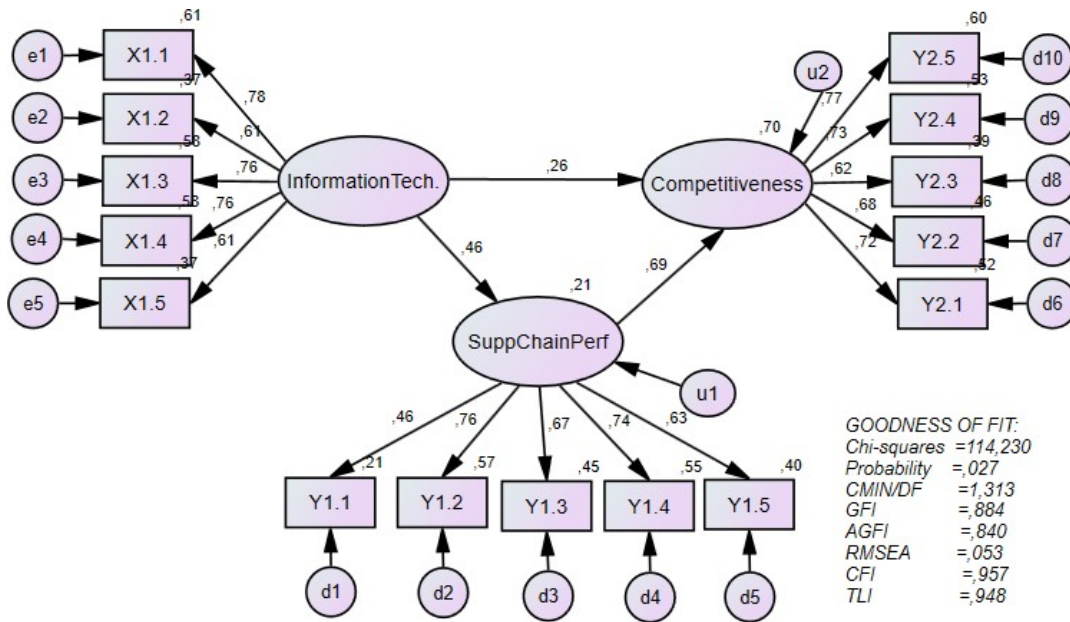 ,61
e1
X1.1
,37
e2
X1.2
,58
e3
X1.3
,58
e4
X1.4
,37
e5
X1.5
,78
,61
,76
,76
,61
InformationTech.
,26
,46
,69
,70
Competitiveness
u2
,77
,73
,62
,68
,72
,60
Y2.5
d10
,53
Y2.4
d9
,39
Y2.3
d8
,46
Y2.2
d7
,52
Y2.1
d6
,21
SuppChainPerf
u1
,46
,76
,67
,74
,63
,21
,57
,45
,55
,40
Y1.1
Y1.2
Y1.3
Y1.4
Y1.5
d1
d2
d3
d4
d5
GOODNESS OF FIT:
Chi-squares =114,230
Probability =,027
CMIN/DF =1,313
GFI =,884
AGFI =,840
RMSEA =,053
CFI =,957
TLI =,948